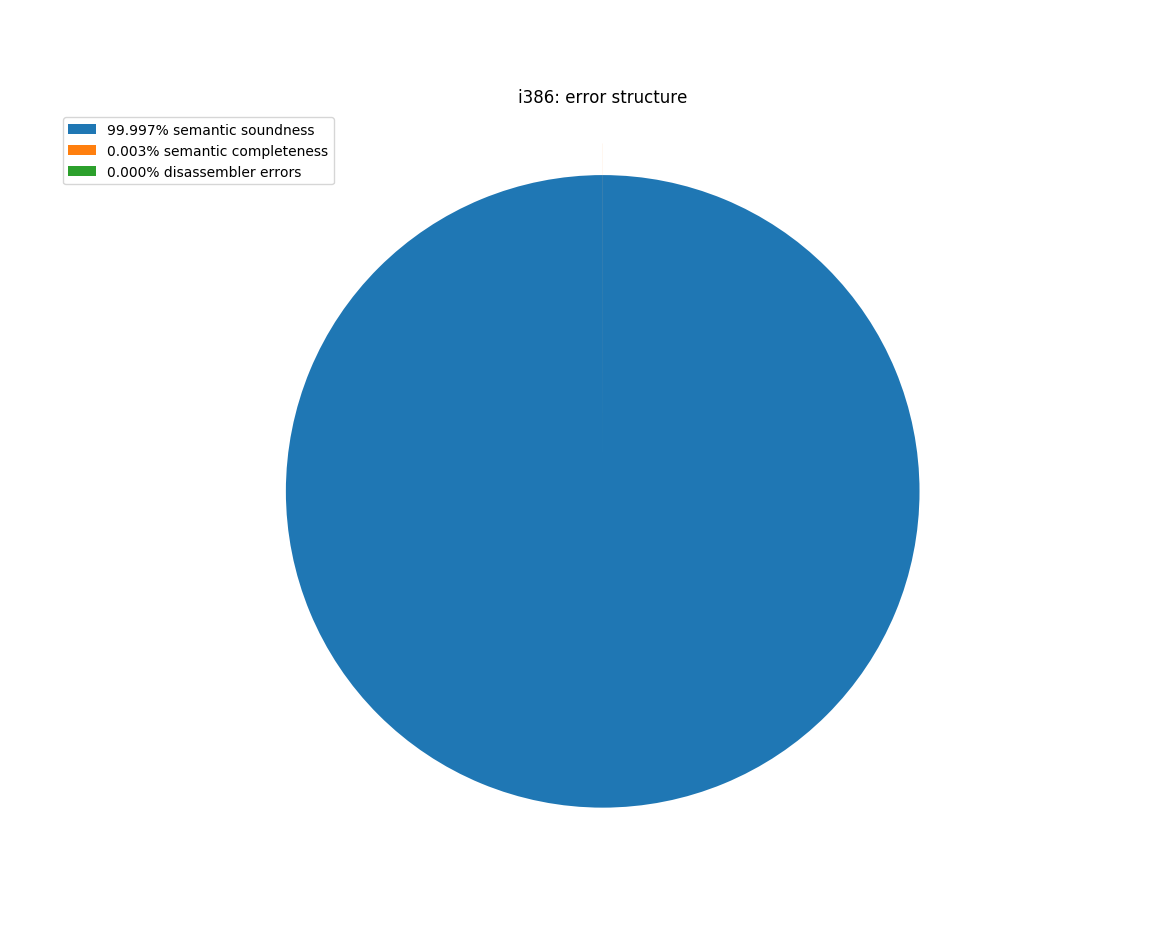 i386: error structure
99.997% semantic soundness
0.003% semantic completeness
0.000% disassembler errors